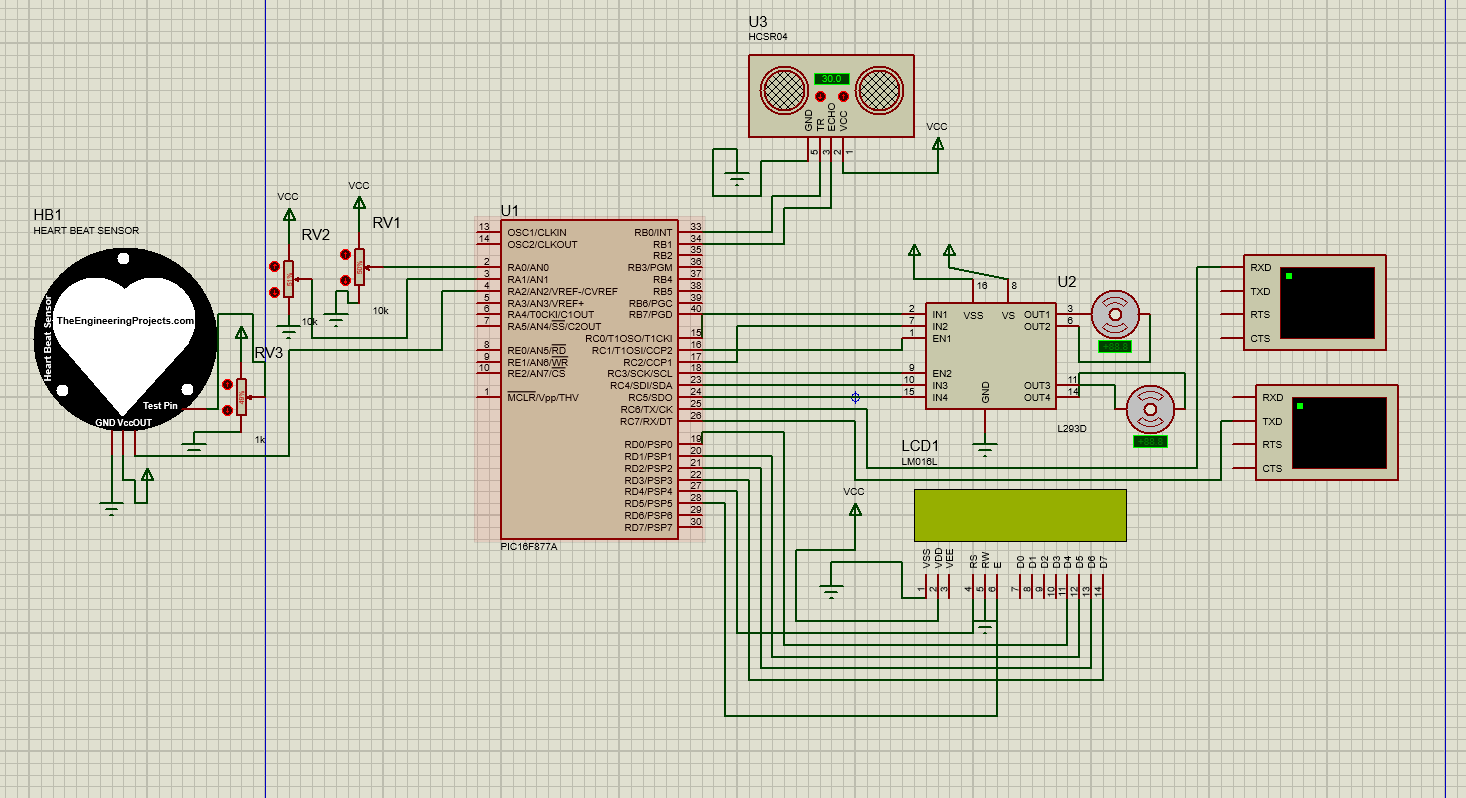 U3
HCSR04
30.0
GND
TR
ECHO
VCC
5
3
2
1
VCC
HB1
HEART BEAT SENSOR
Heart Beat Sensor
TheEngineeringProjects.com
Test Pin
GND VccOUT
VCC
RV2
51%
10k
VCC
RV1
50%
10k
RV3
1k
U1
13 OSC1/CLKIN
14 OSC2/CLKOUT
2 RA0/AN0
3 RA1/AN1
4 RA2/AN2/VREF-/CVREF
5 RA3/AN3/VREF+
6 RA4/T0CKI/C1OUT
7 RA5/AN4/SS/C2OUT
8 RE0/AN5/RD
9 RE1/AN6/WR
10 RE2/AN7/CS
1 MCLR/Vpp/THV
RB0/INT 33
RB1 34
RB2 35
RB3/PGM 36
RB4 37
RB5 38
RB6/PGC 39
RB7/PGD 40
RC0/T1OSO/T1CKI 15
RC1/T1OSI/CCP2 16
RC2/CCP1 17
RC3/SCK/SCL 18
RC4/SDI/SDA 23
RC5/SDO 24
RC6/TX/CK 25
RC7/RX/DT 26
RD0/PSP0 19
RD1/PSP1 20
RD2/PSP2 21
RD3/PSP3 22
RD4/PSP4 27
RD5/PSP5 28
RD6/PSP6 29
RD7/PSP7 30
PIC16F877A
U2
16
8
VSS
VS
2 IN1
7 IN2
1 EN1
9 EN2
10 IN3
15 IN4
OUT1 3
OUT2 6
OUT3 11
OUT4 14
GND
L293D
+88.8
+88.8
RXD
TXD
RTS
CTS
RXD
TXD
RTS
CTS
LCD1
LM016L
VCC
VSS
VDD
VEE
RS
RW
E
D0
D1
D2
D3
D4
D5
D6
D7
1
2
3
4
5
6
7
8
9
10
11
12
13
14